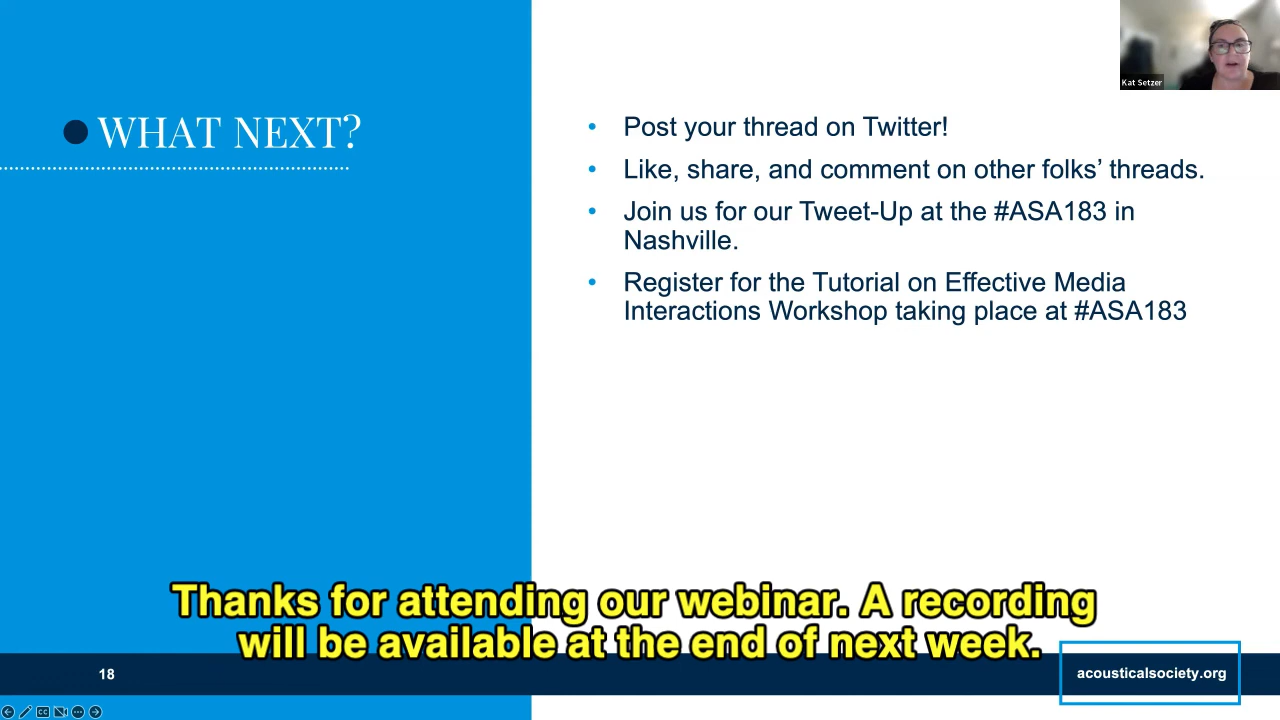 Kat Setzer
WHAT NEXT?
• Post your thread on Twitter!
• Like, share, and comment on other folks’ threads.
• Join us for our Tweet-Up at the #ASA183 in
Nashville.
• Register for the Tutorial on Effective Media
Interactions Workshop taking place at #ASA183
Thanks for attending our webinar. A recording
will be available at the end of next week.
18
acousticalsociety.org